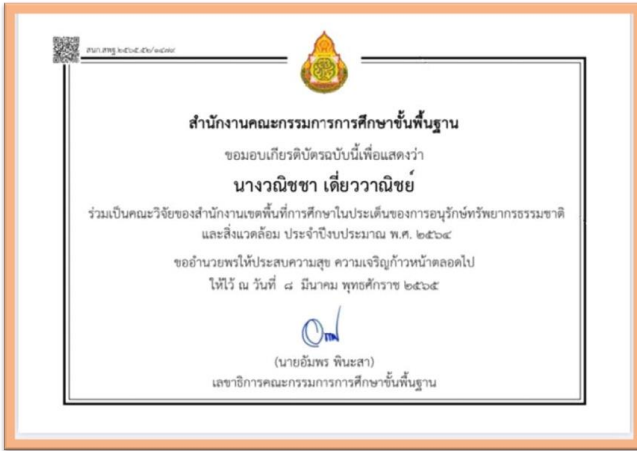 สำนักงานคณะกรรมการการศึกษาขั้นพื้นฐาน
ขอมอบเกียรติบัตรฉบับนี้เพื่อแสดงว่า
นางวณิชชา เดี่ยววาณิชย์
ร่วมเป็นคณะวิจัยของสำนักงานเขตพื้นที่การศึกษาในประเด็นของการอนุรักษ์ทรัพยากรธรรมชาติ
และสิ่งแวดล้อม ประจำปีงบประมาณ พ.ศ. ๒๕๖๔
ขออำนวยพรให้ประสบความสุข ความเจริญก้าวหน้าตลอดไป
ให้ไว้ ณ วันที่ ๘ มีนาคม พุทธศักราช ๒๕๖๕
(นายอัมพร พินะสา)
เลขาธิการคณะกรรมการการศึกษาขั้นพื้นฐาน